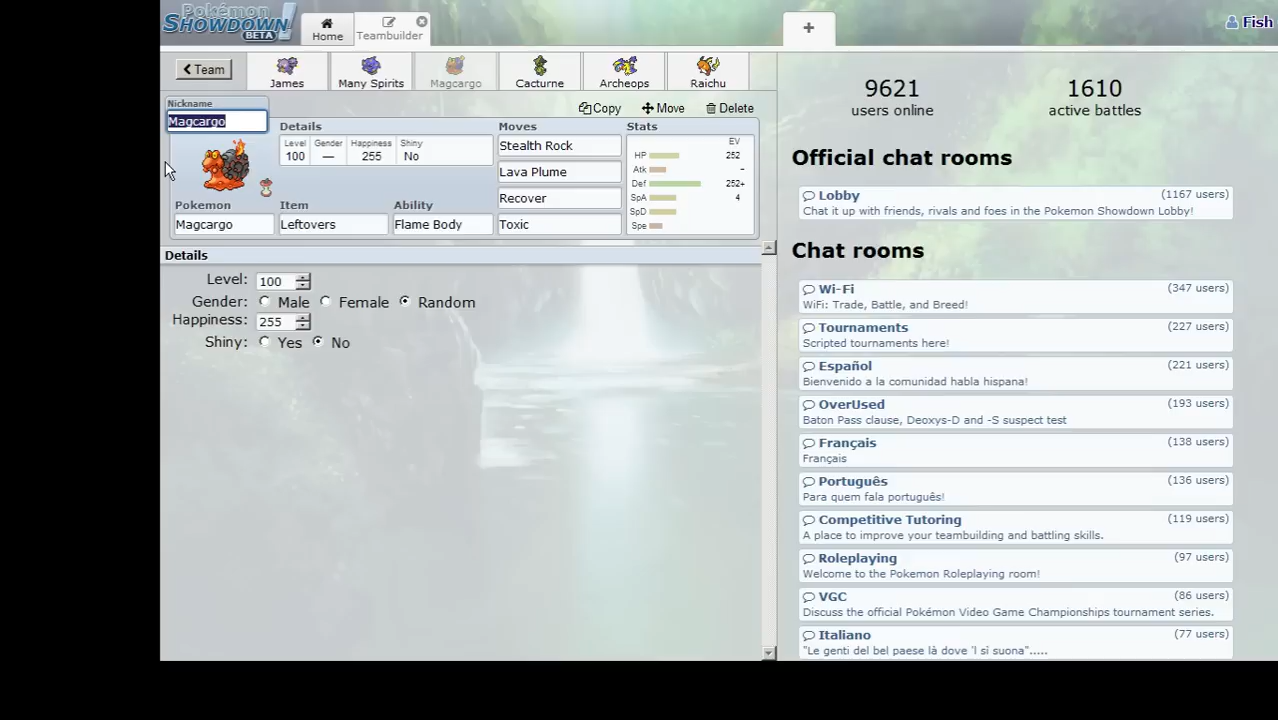 Pokémon
SHOWDOWN!
BETA
Home
Teambuilder
+
Fish
Team
James
Many Spirits
Magcargo
Cacturne
Archeops
Raichu
Copy
Move
Delete
Nickname
Magcargo
Details
Level
Gender
Happiness
Shiny
100
—
255
No
Pokemon
Magcargo
Item
Leftovers
Ability
Flame Body
Moves
Stealth Rock
Lava Plume
Recover
Toxic
Stats
EV
HP 252
Atk -
Def 252+
SpA 4
SpD
Spe
Details
Level: 100
Gender: Male Female Random
Happiness: 255
Shiny: Yes No
9621
users online
1610
active battles
Official chat rooms
Lobby (1167 users)
Chat it up with friends, rivals and foes in the Pokemon Showdown Lobby!
Chat rooms
Wi-Fi (347 users)
WiFi: Trade, Battle, and Breed!
Tournaments (227 users)
Scripted tournaments here!
Español (221 users)
Bienvenido a la comunidad habla hispana!
OverUsed (193 users)
Baton Pass clause, Deoxys-D and -S suspect test
Français (138 users)
Français
Português (136 users)
Para quem fala português!
Competitive Tutoring (119 users)
A place to improve your teambuilding and battling skills.
Roleplaying (97 users)
Welcome to the Pokemon Roleplaying room!
VGC (86 users)
Discuss the official Pokémon Video Game Championships tournament series.
Italiano (77 users)
"Le genti del bel paese là dove 'l sì suona".....